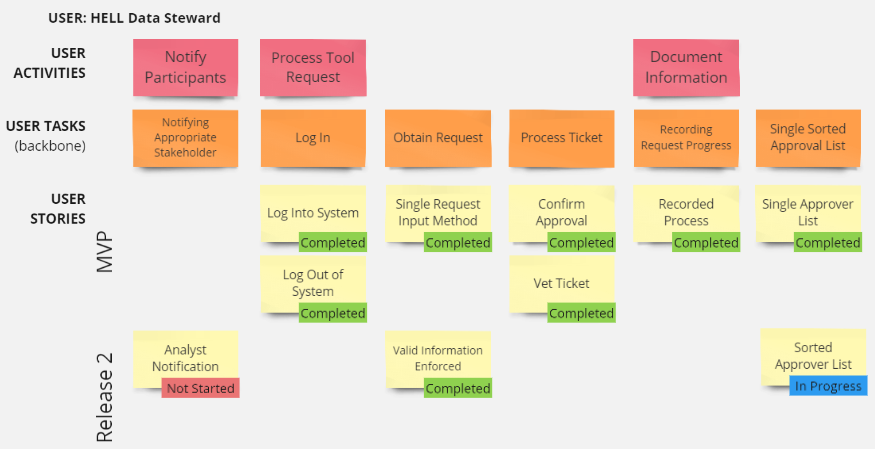 USER: HELL Data Steward
USER
ACTIVITIES
Notify
Participants
Process Tool
Request
Document
Information
USER TASKS
(backbone)
Notifying
Appropriate
Stakeholder
Log In
Obtain Request
Process Ticket
Recording
Request Progress
Single Sorted
Approval List
USER
STORIES
MVP
Log Into System
Completed
Single Request
Input Method
Completed
Confirm
Approval
Completed
Recorded
Process
Completed
Single Approver
List
Completed
Log Out of
System
Completed
Vet Ticket
Completed
Release 2
Analyst
Notification
Not Started
Valid Information
Enforced
Completed
Sorted
Approver List
In Progress